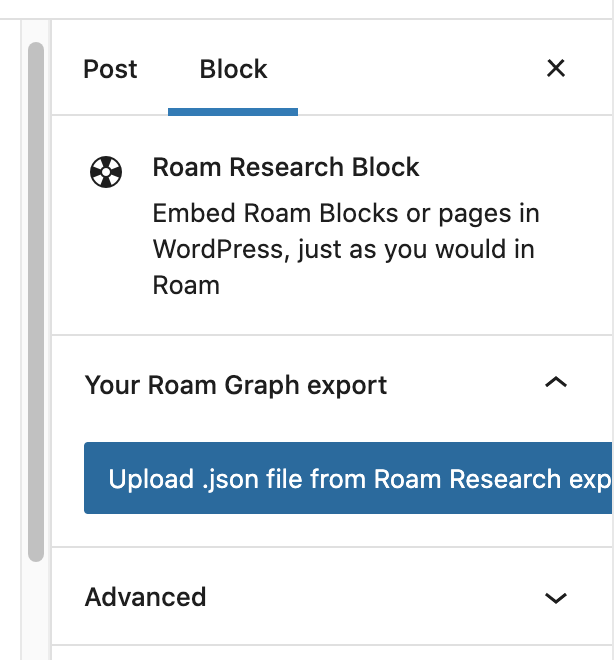 Post Block
Roam Research Block
Embed Roam Blocks or pages in
WordPress, just as you would in
Roam
Your Roam Graph export
Upload .json file from Roam Research exp
Advanced